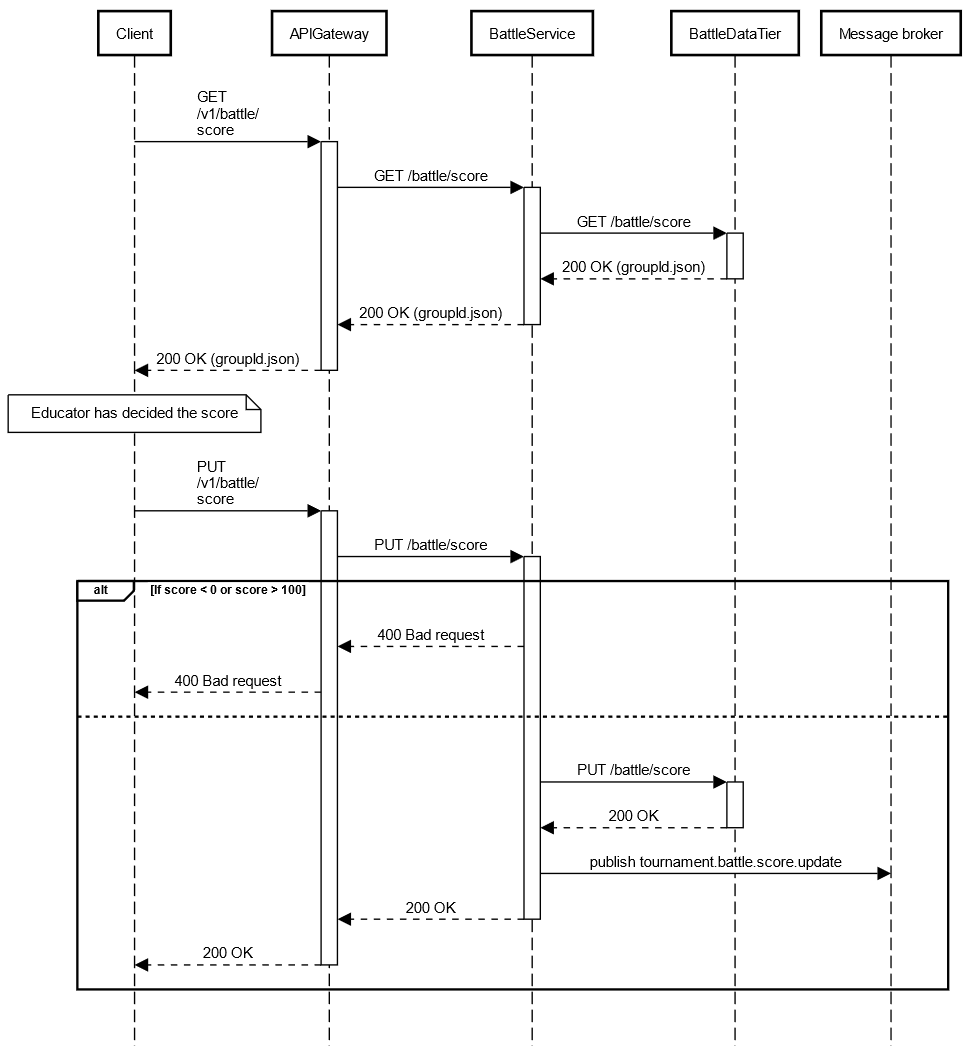 Client
APIGateway
BattleService
BattleDataTier
Message broker
GET
/v1/battle/
score
GET /battle/score
GET /battle/score
200 OK (groupId.json)
200 OK (groupId.json)
200 OK (groupId.json)
Educator has decided the score
PUT
/v1/battle/
score
PUT /battle/score
alt
[If score < 0 or score > 100]
400 Bad request
400 Bad request
PUT /battle/score
200 OK
publish tournament.battle.score.update
200 OK
200 OK